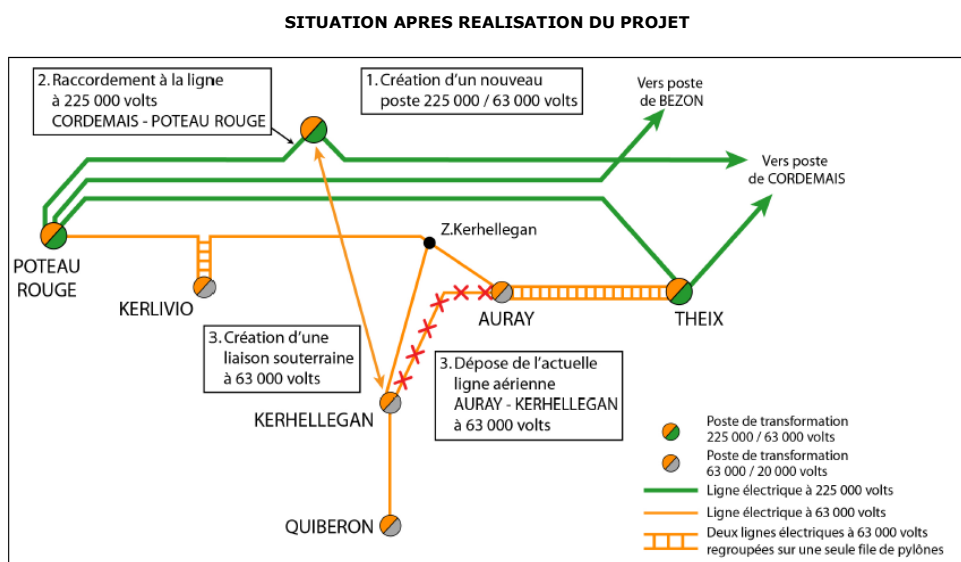 SITUATION APRES REALISATION DU PROJET
2. Raccordement à la ligne
à 225 000 volts
CORDEMAIS - POTEAU ROUGE
1. Création d'un nouveau
poste 225 000 / 63 000 volts
Vers poste
de BEZON
Vers poste
de CORDEMAIS
Z.Kerhellegan
POTEAU
ROUGE
KERLIVIO
AURAY
THEIX
3. Création d'une
liaison souterraine
à 63 000 volts
3. Dépose de l'actuelle
ligne aérienne
AURAY - KERHELLEGAN
à 63 000 volts
KERHELLEGAN
QUIBERON
Poste de transformation
225 000 / 63 000 volts
Poste de transformation
63 000 / 20 000 volts
Ligne électrique à 225 000 volts
Ligne électrique à 63 000 volts
Deux lignes électriques à 63 000 volts
regroupées sur une seule file de pylônes